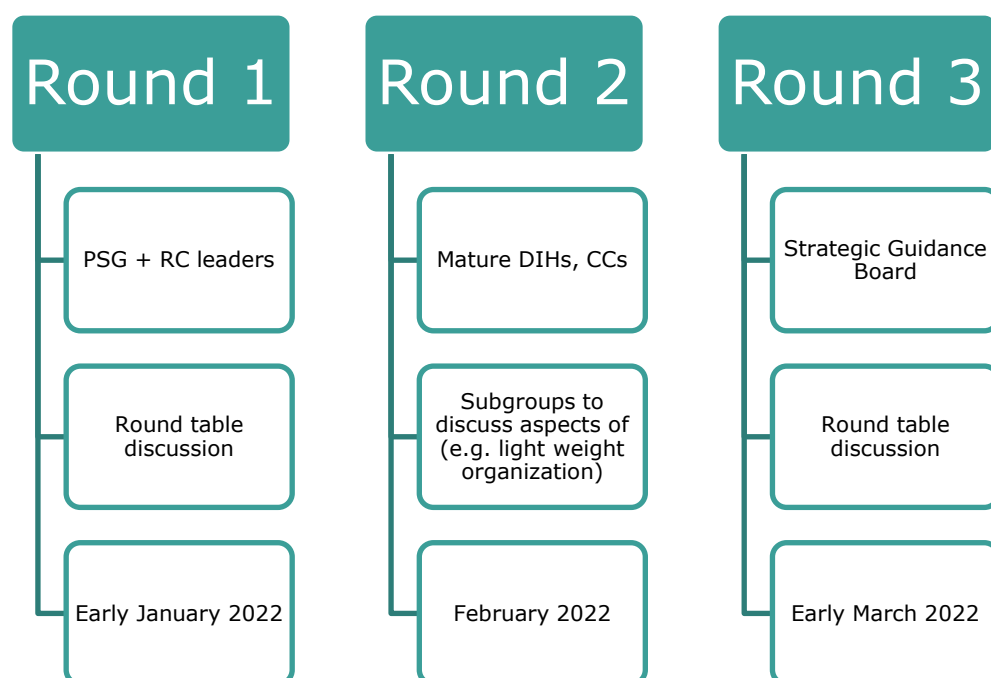 Round 1
PSG + RC leaders
Round table
discussion
Early January 2022
Round 2
Mature DIHs, CCs
Subgroups to
discuss aspects of
(e.g. light weight
organization)
February 2022
Round 3
Strategic Guidance
Board
Round table
discussion
Early March 2022